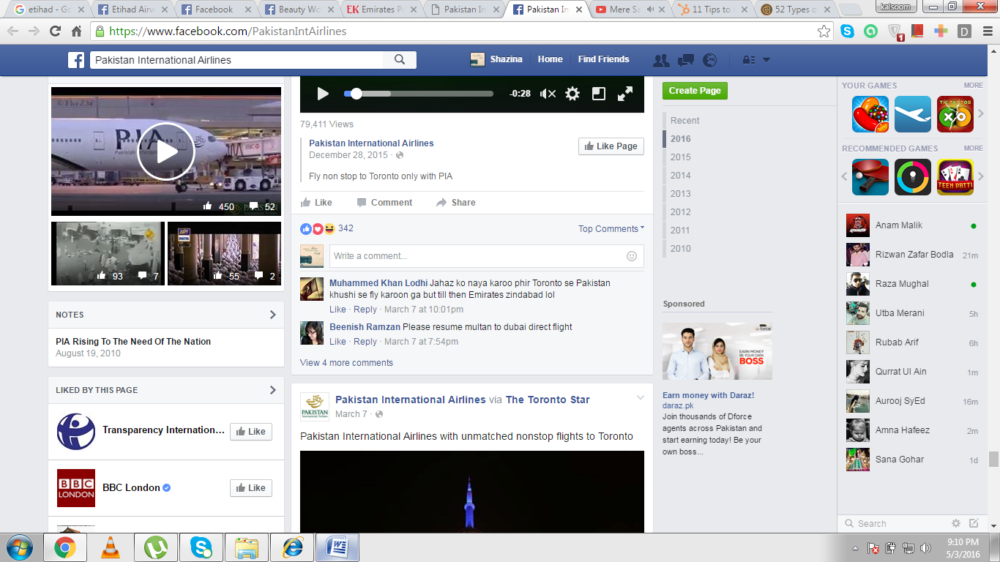 etihad - Go
Etihad Airw
Facebook
Beauty Wo
EK Emirates P
Pakistan In
Pakistan In
Mere Sa
11 Tips to
52 Types o
kalsoom
https://www.facebook.com/PakistanIntAirlines
1
D
Pakistan International Airlines
Shazina
Home
Find Friends
PIA
Pakistan International
450 52
93 7
ARY
DIGITAL
55 2
NOTES
PIA Rising To The Need Of The Nation
August 19, 2010
LIKED BY THIS PAGE
Transparency Internation...
Like
BBC
LONDON
BBC London
Like
-0:28
79,411 Views
Pakistan International Airlines
December 28, 2015 ·
Like Page
Fly non stop to Toronto only with PIA
Like Comment Share
342
Top Comments
Write a comment...
Muhammed Khan Lodhi Jahaz ko naya karoo phir Toronto se Pakistan
khushi se fly karoon ga but till then Emirates zindabad lol
Like · Reply · March 7 at 10:01pm
Beenish Ramzan Please resume multan to dubai direct flight
Like · Reply · March 7 at 7:54pm
View 4 more comments
PAKISTAN
Pakistan International Airlines via The Toronto Star
March 7 ·
Pakistan International Airlines with unmatched nonstop flights to Toronto
Create Page
Recent
2016
2015
2014
2013
2012
2011
2010
Sponsored
EARN MONEY
BE YOUR OWN
BOSS
Earn money with Daraz!
daraz.pk
Join thousands of Dforce
agents across Pakistan and
start earning today! Be your
own boss...
YOUR GAMES
MORE
TIC TAC TOE
XO
RECOMMENDED GAMES
MORE
TEEN PATTI
Anam Malik
Rizwan Zafar Bodla 21m
Raza Mughal
Utba Merani 5h
Rubab Arif 6h
Qurrat Ul Ain 1m
Aurooj SyEd 16m
Amna Hafeez 2m
Sana Gohar 1d
Search
9:10 PM
5/3/2016